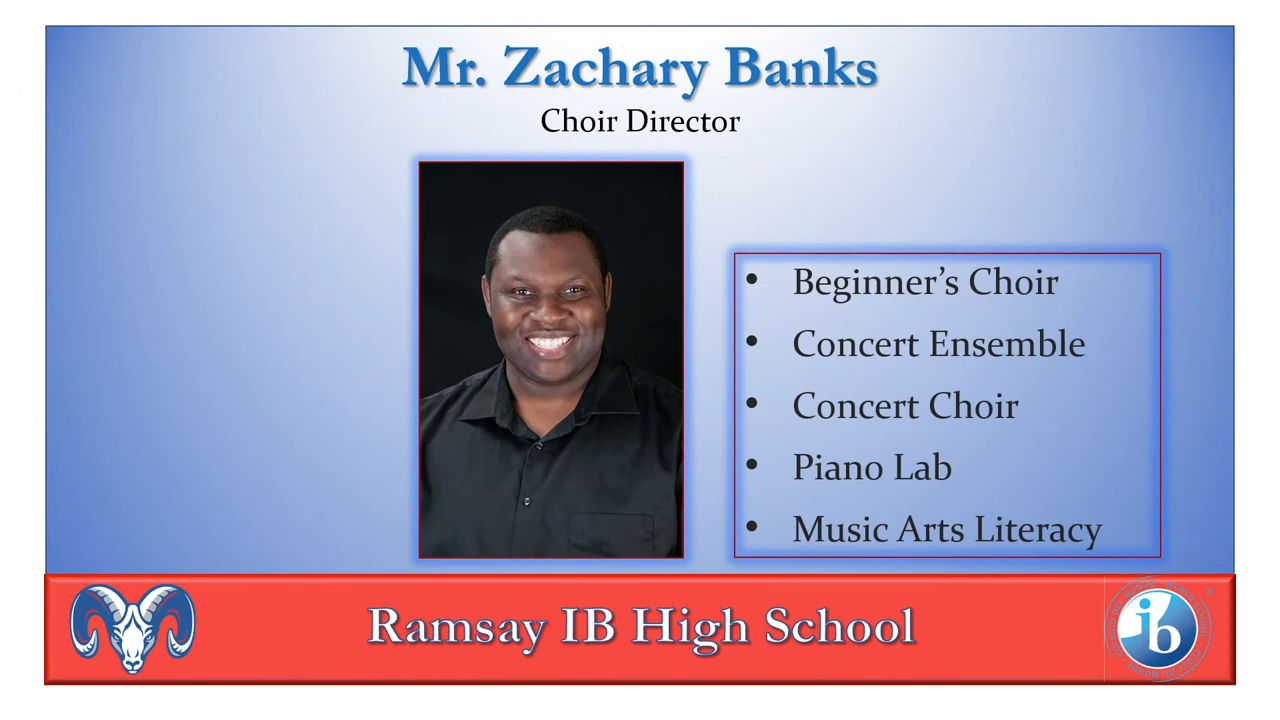 Mr. Zachary Banks
Choir Director
• Beginner’s Choir
• Concert Ensemble
• Concert Choir
• Piano Lab
• Music Arts Literacy
Ramsay IB High School
ib